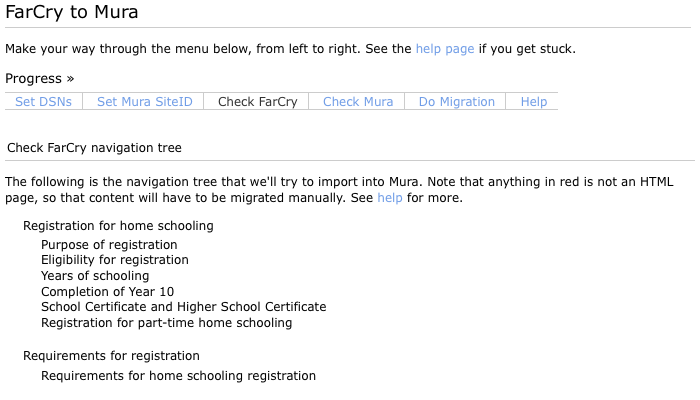 FarCry to Mura
Make your way through the menu below, from left to right. See the help page if you get stuck.
Progress »
Set DSNs Set Mura SiteID Check FarCry Check Mura Do Migration Help
Check FarCry navigation tree
The following is the navigation tree that we'll try to import into Mura. Note that anything in red is not an HTML
page, so that content will have to be migrated manually. See help for more.
Registration for home schooling
Purpose of registration
Eligibility for registration
Years of schooling
Completion of Year 10
School Certificate and Higher School Certificate
Registration for part-time home schooling
Requirements for registration
Requirements for home schooling registration